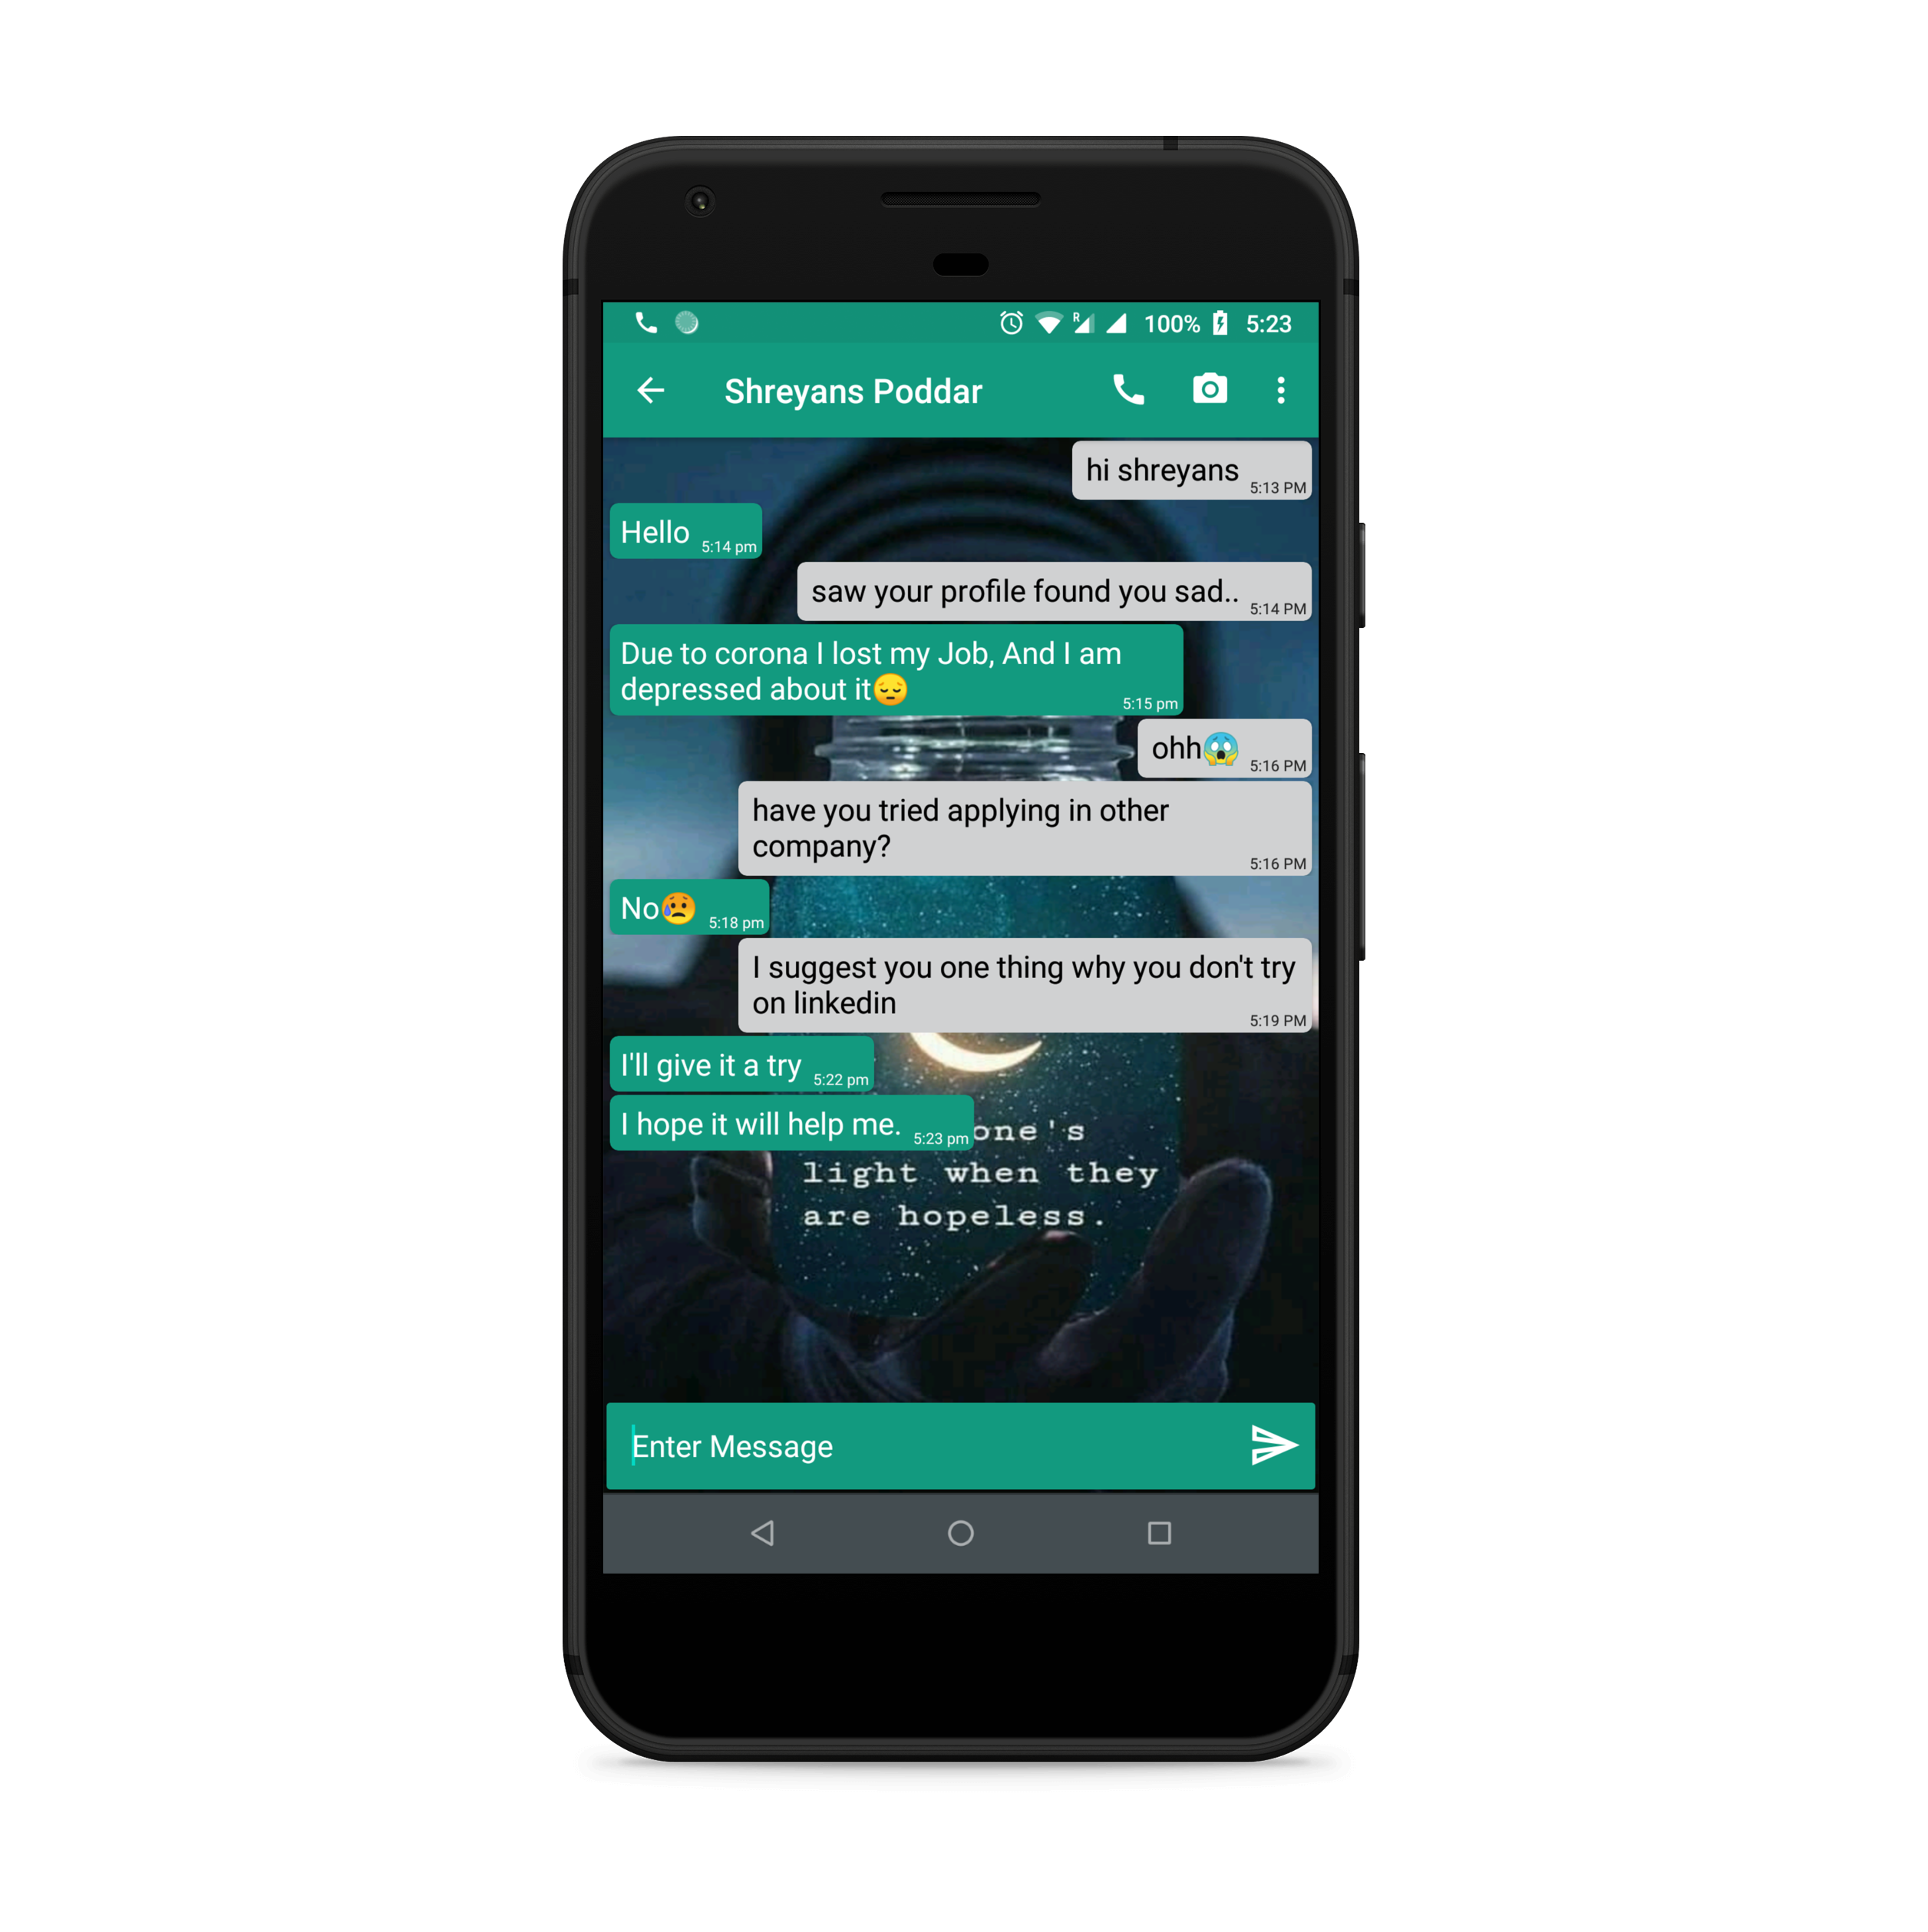 R
100%
5:23
Shreyans Poddar
hi shreyans
5:13 PM
Hello
5:14 pm
saw your profile found you sad..
5:14 PM
Due to corona I lost my Job, And I am
depressed about it😔
5:15 pm
ohh😱
5:16 PM
have you tried applying in other
company?
5:16 PM
No😥
5:18 pm
I suggest you one thing why you don't try
on linkedin
5:19 PM
I'll give it a try
5:22 pm
I hope it will help me.
5:23 pm
one's
light when they
are hopeless.
Enter Message